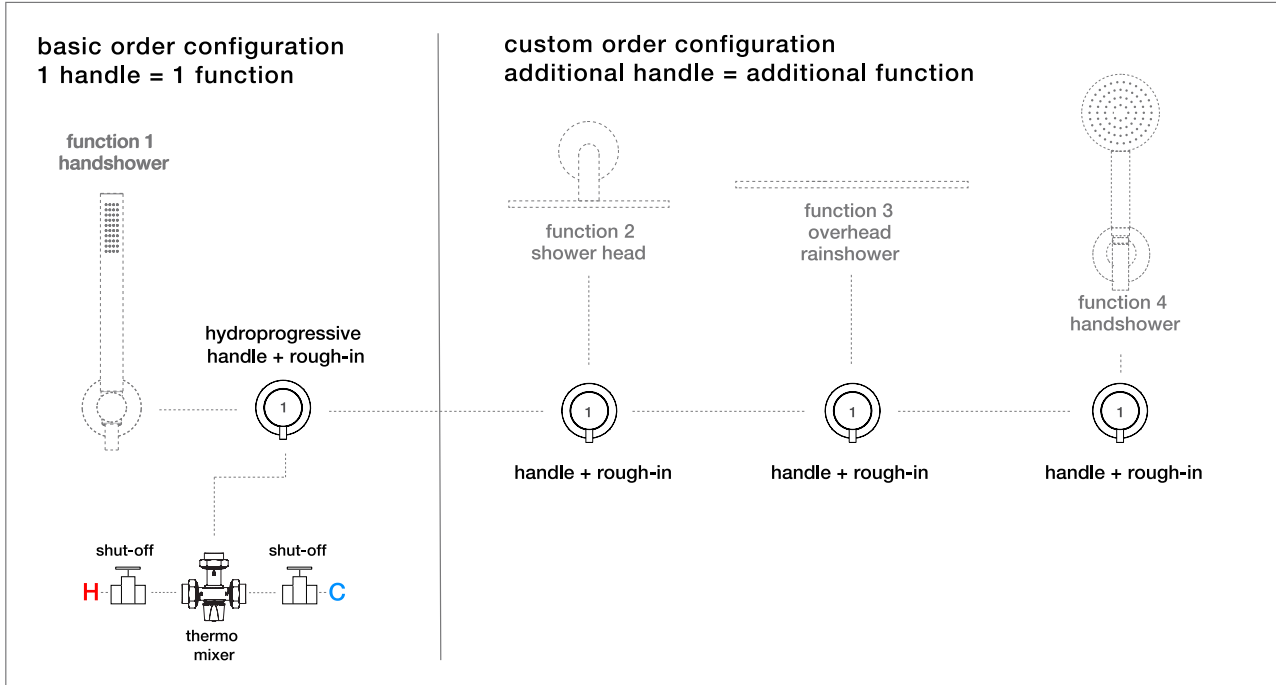 basic order configuration
1 handle = 1 function
function 1
handshower
hydroprogressive
handle + rough-in
1
shut-off
shut-off
H
C
thermo
mixer
custom order configuration
additional handle = additional function
function 2
shower head
function 3
overhead
rainshower
function 4
handshower
1
1
1
handle + rough-in
handle + rough-in
handle + rough-in